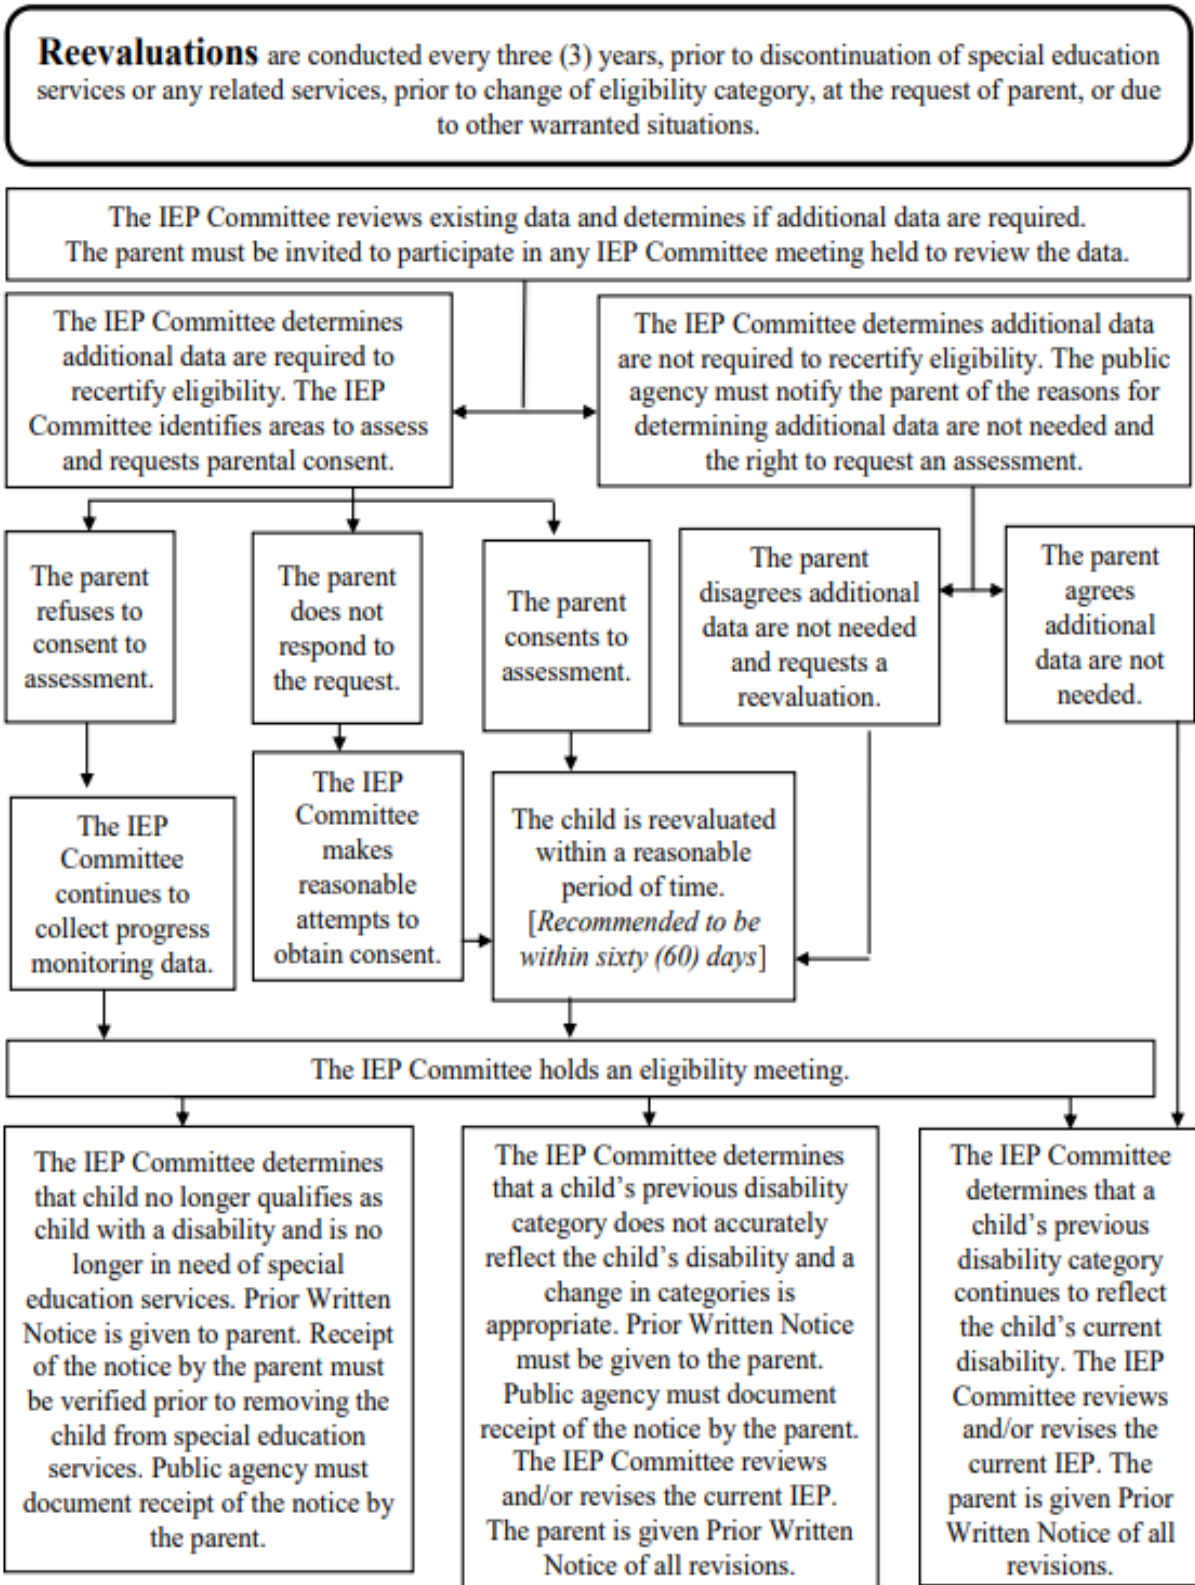 Reevaluations are conducted every three (3) years, prior to discontinuation of special education
services or any related services, prior to change of eligibility category, at the request of parent, or due
to other warranted situations.
The IEP Committee reviews existing data and determines if additional data are required.
The parent must be invited to participate in any IEP Committee meeting held to review the data.
The IEP Committee determines
additional data are required to
recertify eligibility. The IEP
Committee identifies areas to assess
and requests parental consent.
The IEP Committee determines additional data
are not required to recertify eligibility. The public
agency must notify the parent of the reasons for
determining additional data are not needed and
the right to request an assessment.
The parent
refuses to
consent to
assessment.
The parent
does not
respond to
the request.
The parent
consents to
assessment.
The parent
disagrees additional
data are not needed
and requests a
reevaluation.
The parent
agrees
additional
data are not
needed.
The IEP
Committee
continues to
collect progress
monitoring data.
The IEP
Committee
makes
reasonable
attempts to
obtain consent.
The child is reevaluated
within a reasonable
period of time.
[Recommended to be
within sixty (60) days]
The IEP Committee holds an eligibility meeting.
The IEP Committee determines
that child no longer qualifies as
child with a disability and is no
longer in need of special
education services. Prior Written
Notice is given to parent. Receipt
of the notice by the parent must
be verified prior to removing the
child from special education
services. Public agency must
document receipt of the notice by
the parent.
The IEP Committee determines
that a child's previous disability
category does not accurately
reflect the child's disability and a
change in categories is
appropriate. Prior Written Notice
must be given to the parent.
Public agency must document
receipt of the notice by the parent.
The IEP Committee reviews
and/or revises the current IEP.
The parent is given Prior Written
Notice of all revisions.
The IEP Committee
determines that a
child's previous
disability category
continues to reflect
the child's current
disability. The IEP
Committee reviews
and/or revises the
current IEP. The
parent is given Prior
Written Notice of all
revisions.